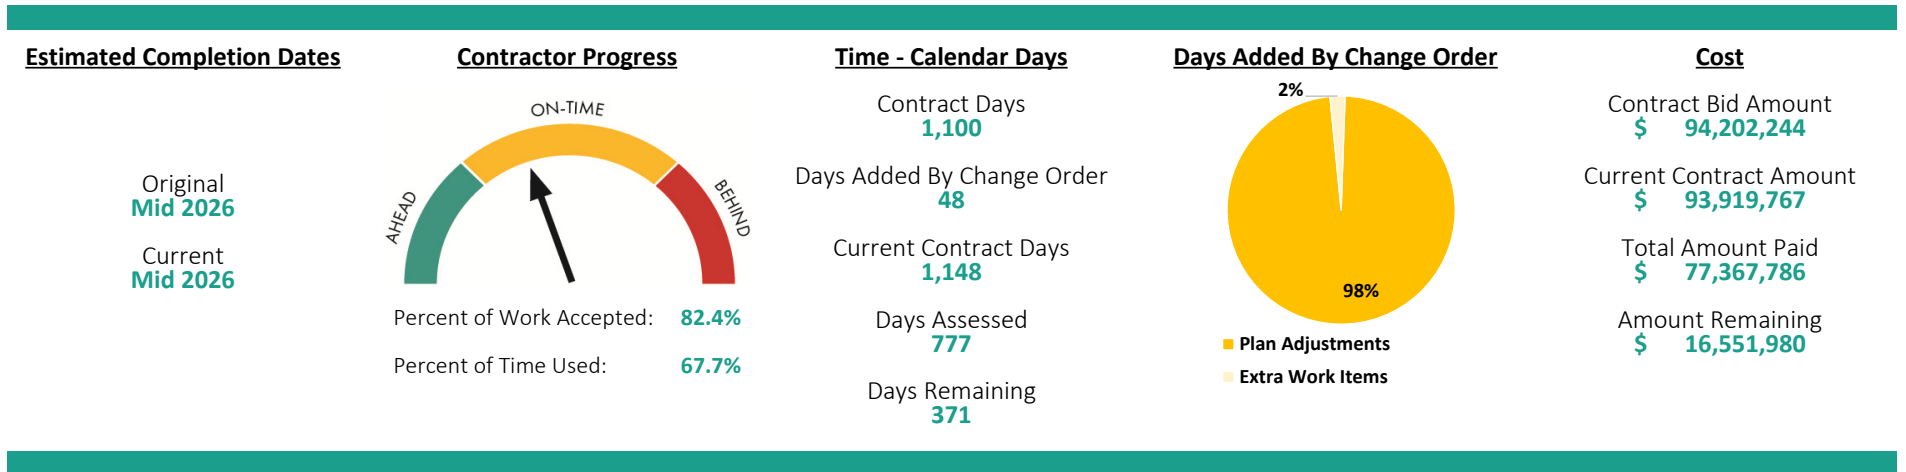 Estimated Completion Dates
Original
Mid 2026
Current
Mid 2026
Contractor Progress
AHEAD
ON-TIME
BEHIND
Percent of Work Accepted: 82.4%
Percent of Time Used: 67.7%
Time - Calendar Days
Contract Days
1,100
Days Added By Change Order
48
Current Contract Days
1,148
Days Assessed
777
Days Remaining
371
Days Added By Change Order
2%
98%
Plan Adjustments
Extra Work Items
Cost
Contract Bid Amount
$ 94,202,244
Current Contract Amount
$ 93,919,767
Total Amount Paid
$ 77,367,786
Amount Remaining
$ 16,551,980